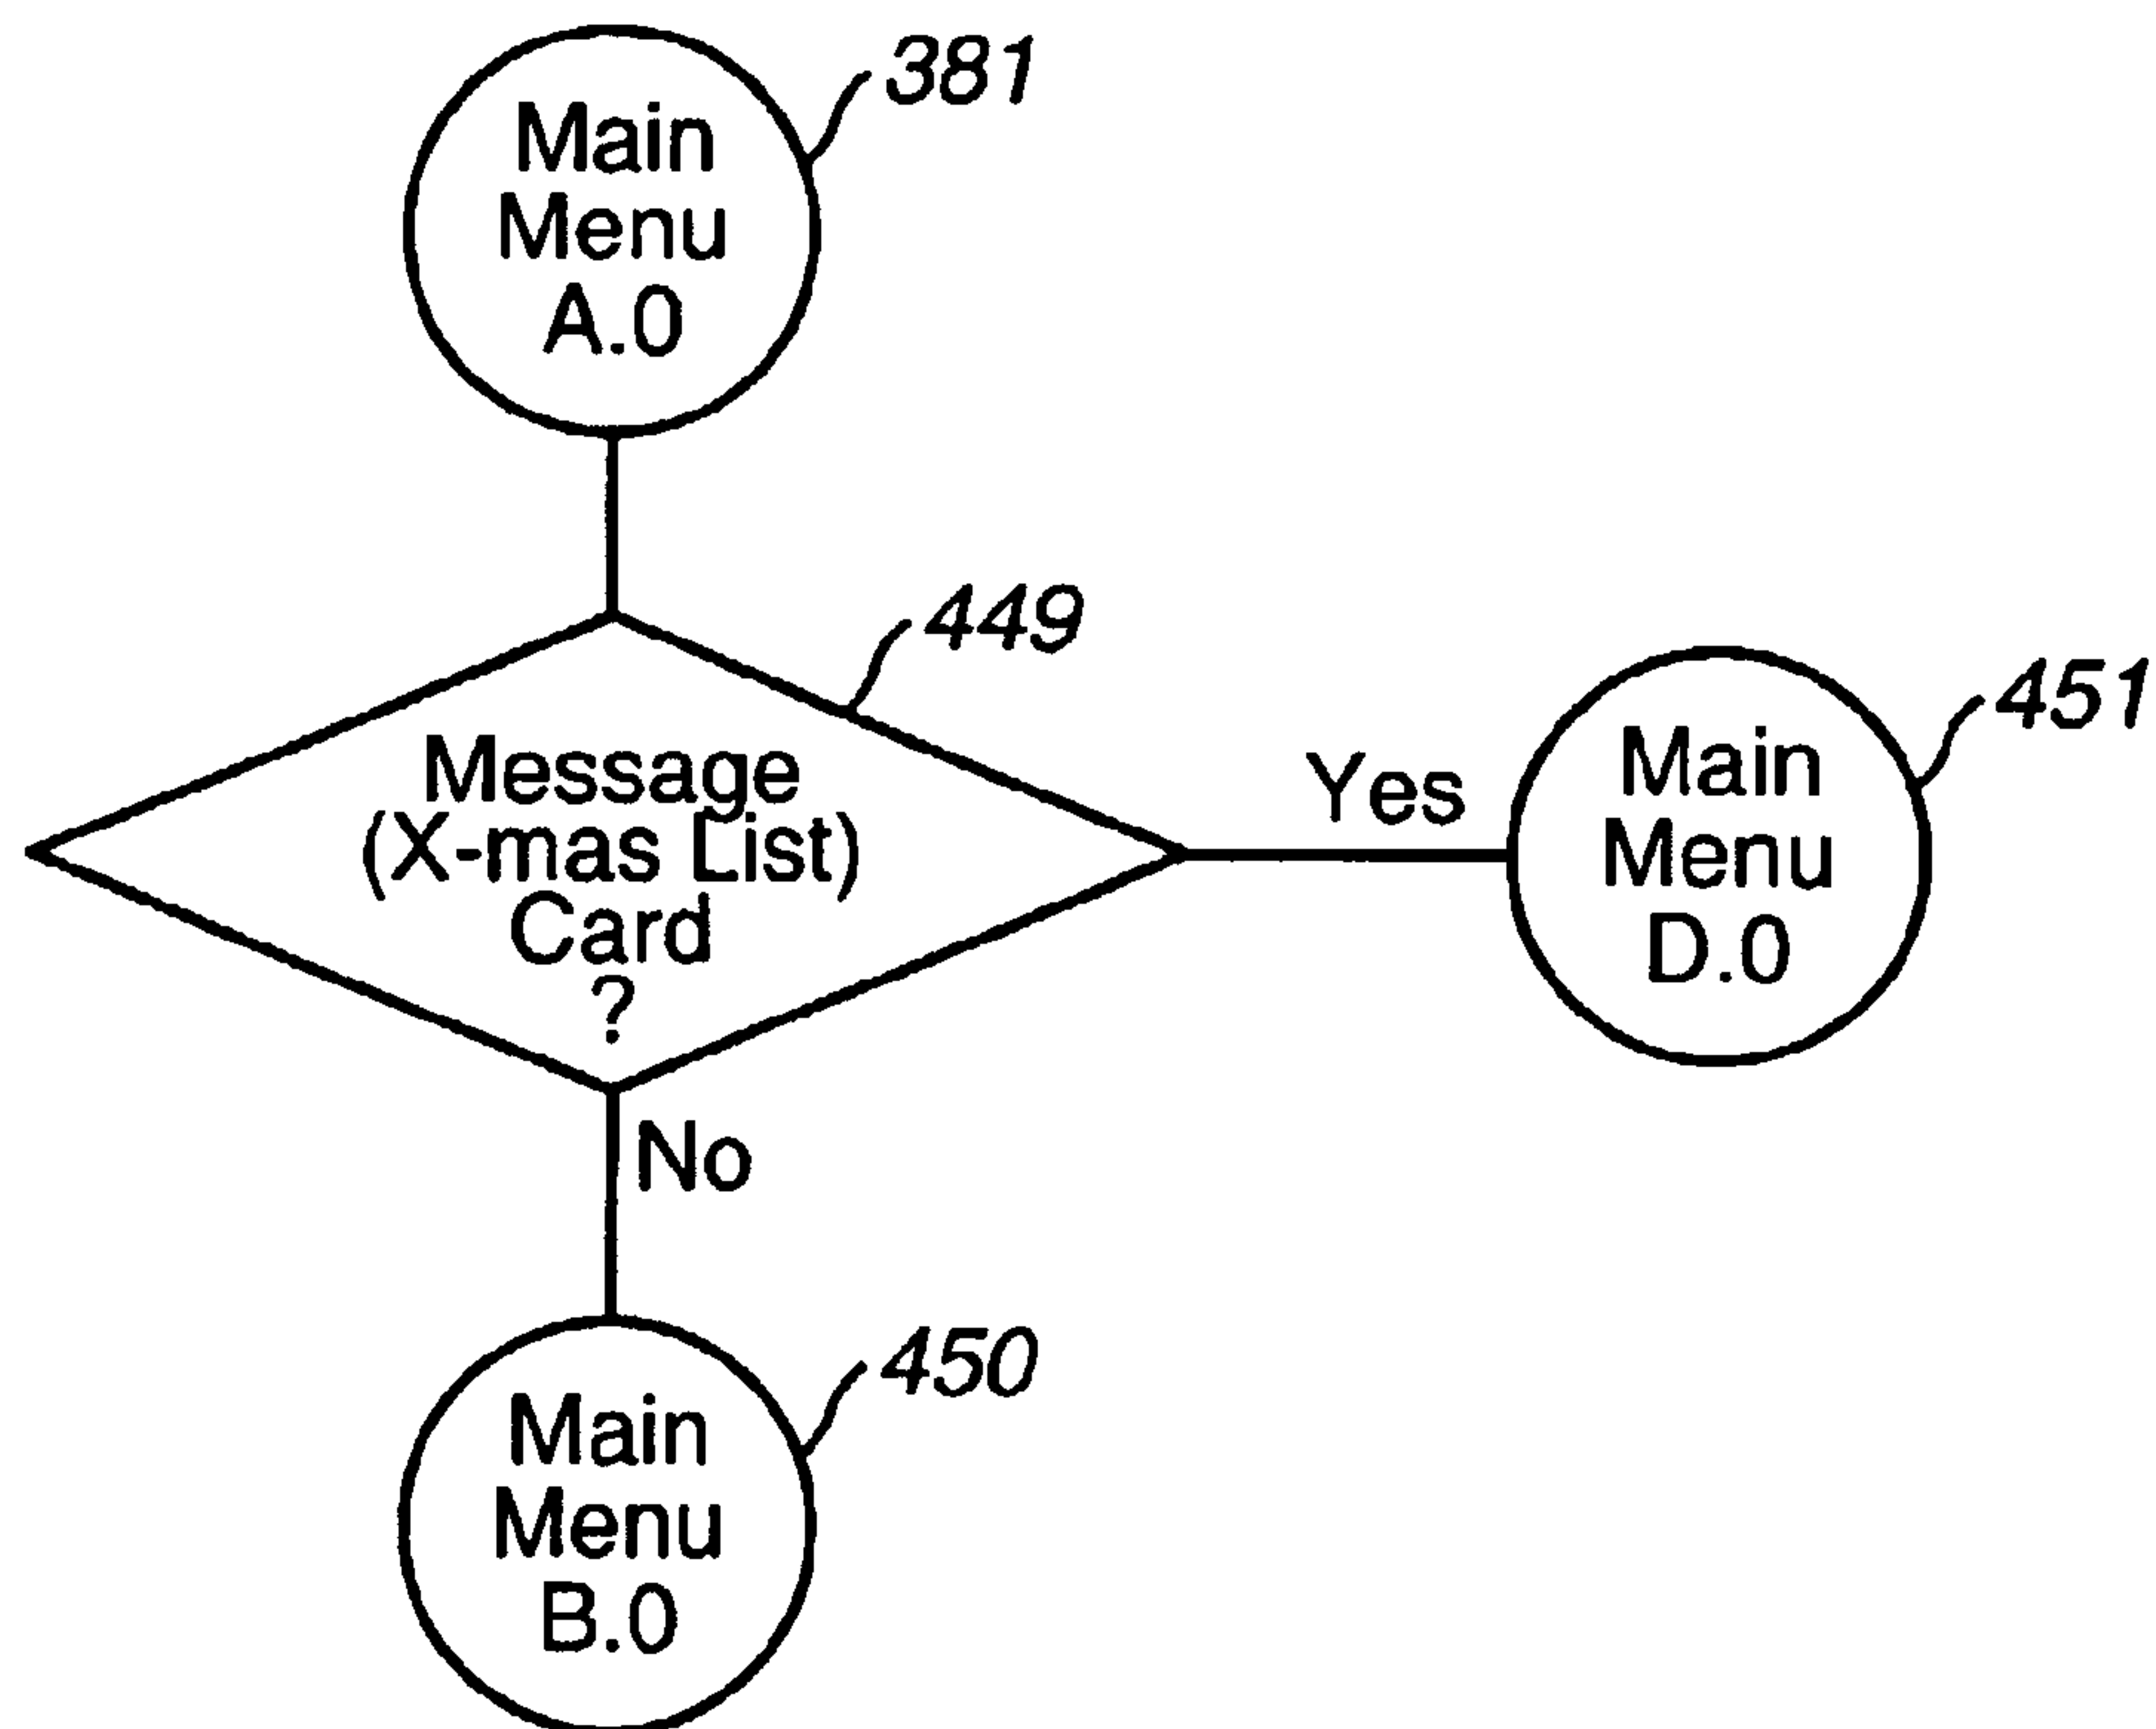 381
Main
Menu
A.0
449
Message
(X-mas List)
Card
?
Yes
451
Main
Menu
D.0
No
450
Main
Menu
B.0